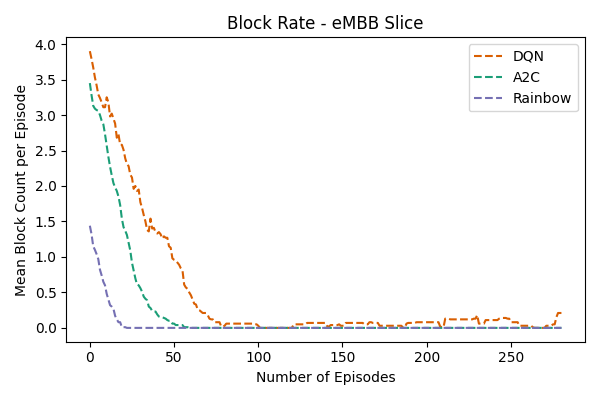 Block Rate - eMBB Slice
Mean Block Count per Episode
4.0
3.5
3.0
2.5
2.0
1.5
1.0
0.5
0.0
DQN
A2C
Rainbow
0 50 100 150 200 250
Number of Episodes